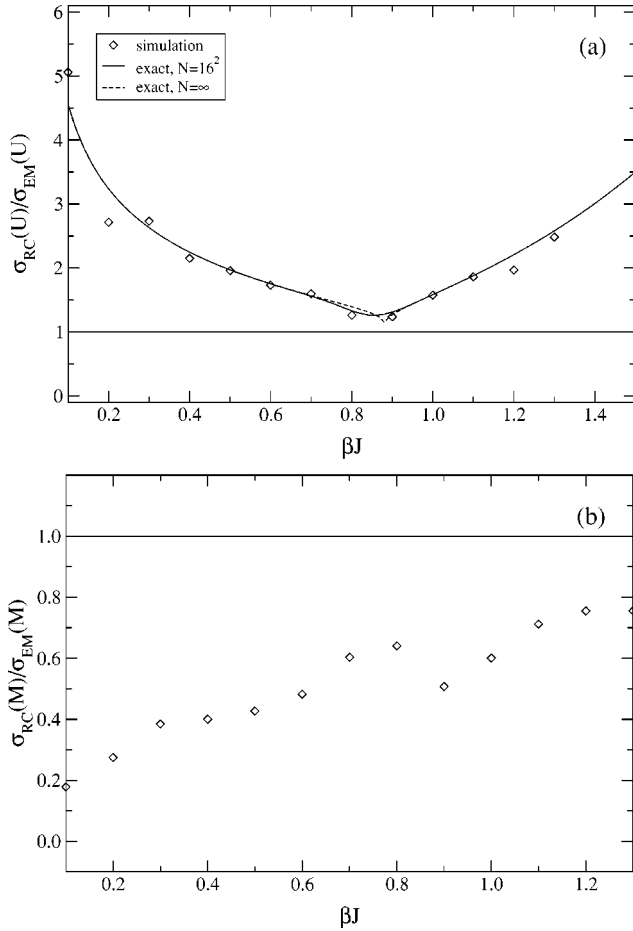 6
(a)
simulation
exact, N=16²
exact, N=∞
5
4
3
2
1
0
σRC(U)/σEM(U)
0.2 0.4 0.6 0.8 1.0 1.2 1.4
βJ
(b)
1.0
0.8
0.6
0.4
0.2
0.0
σRC(M)/σEM(M)
0.2 0.4 0.6 0.8 1.0 1.2
βJ